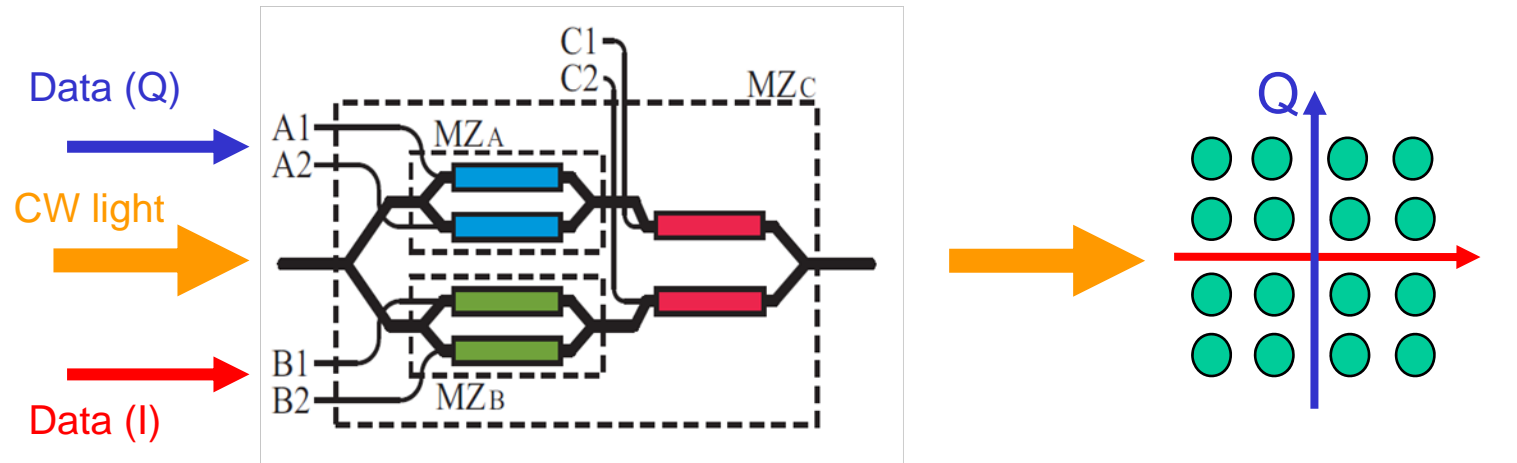 Data (Q)
CW light
Data (I)
C1
C2
MZC
A1
A2
MZA
B1
B2
MZB
Q